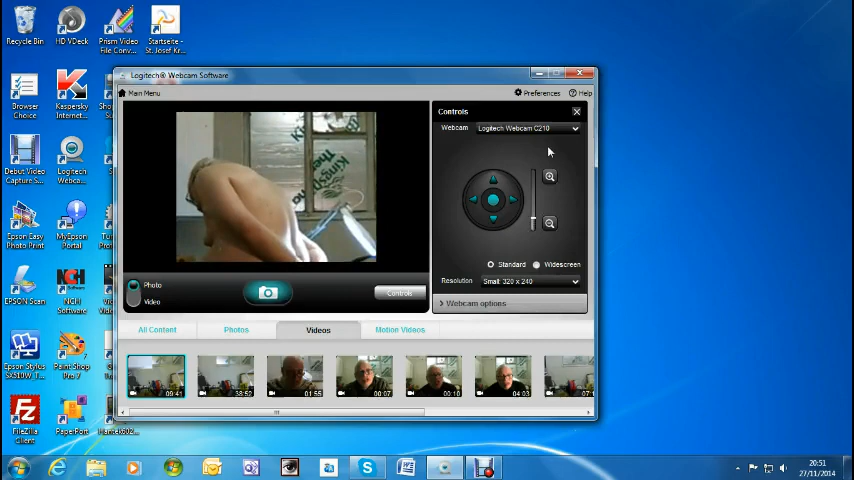 Recycle Bin
HD VDeck
Prism Video File Conv...
Startseite - St. Josef Kr...
Logitech® Webcam Software
Main Menu
Preferences
Help
Browser Choice
Kaspersky Internet...
Controls
Webcam
Logitech Webcam C210
Debut Video Capture S...
Logitech Webca...
Epson Easy Photo Print
MyEpson Portal
Standard
Widescreen
Resolution
Small: 320 x 240
Photo
Video
Controls
Webcam options
EPSON Scan
NCH Software
All Content
Photos
Videos
Motion Videos
Epson Stylus SX510W_T...
Paint Shop Pro 7
09:41
38:52
01:55
00:07
00:10
04:03
FileZilla Client
PaperPort
20:51
27/11/2014